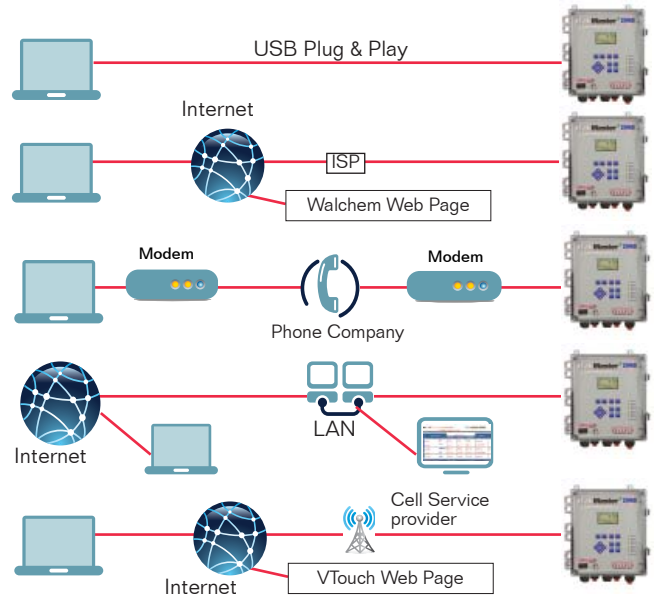 USB Plug & Play
Internet
ISP
Walchem Web Page
Modem
Modem
Phone Company
LAN
Internet
Cell Service
provider
Internet
VTouch Web Page